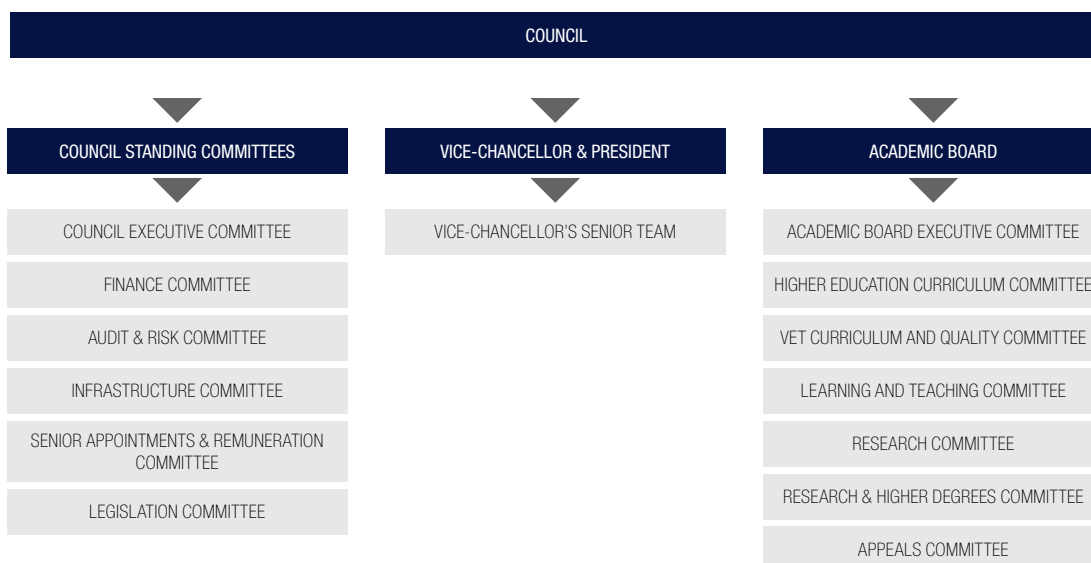 COUNCIL
COUNCIL STANDING COMMITTEES
COUNCIL EXECUTIVE COMMITTEE
FINANCE COMMITTEE
AUDIT & RISK COMMITTEE
INFRASTRUCTURE COMMITTEE
SENIOR APPOINTMENTS & REMUNERATION
COMMITTEE
LEGISLATION COMMITTEE
VICE-CHANCELLOR & PRESIDENT
VICE-CHANCELLOR'S SENIOR TEAM
ACADEMIC BOARD
ACADEMIC BOARD EXECUTIVE COMMITTEE
HIGHER EDUCATION CURRICULUM COMMITTEE
VET CURRICULUM AND QUALITY COMMITTEE
LEARNING AND TEACHING COMMITTEE
RESEARCH COMMITTEE
RESEARCH & HIGHER DEGREES COMMITTEE
APPEALS COMMITTEE